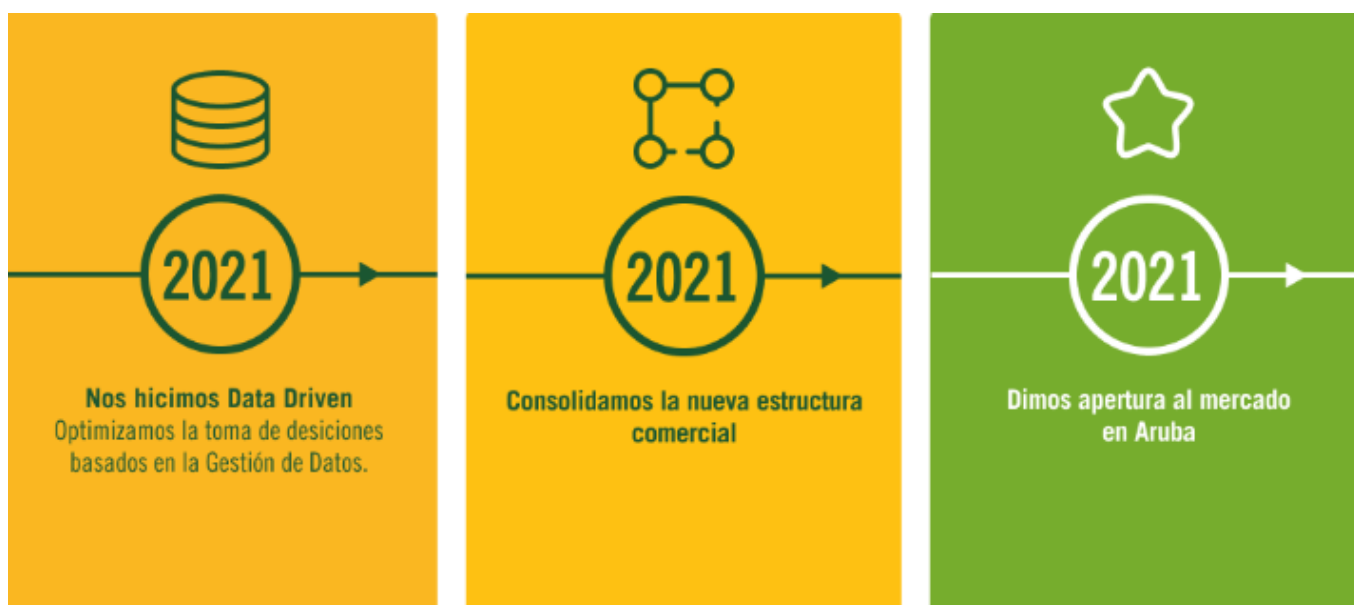 2021
Nos hicimos Data Driven
Optimizamos la toma de desiciones
basados en la Gestión de Datos.
2021
Consolidamos la nueva estructura
comercial
2021
Dimos apertura al mercado
en Aruba